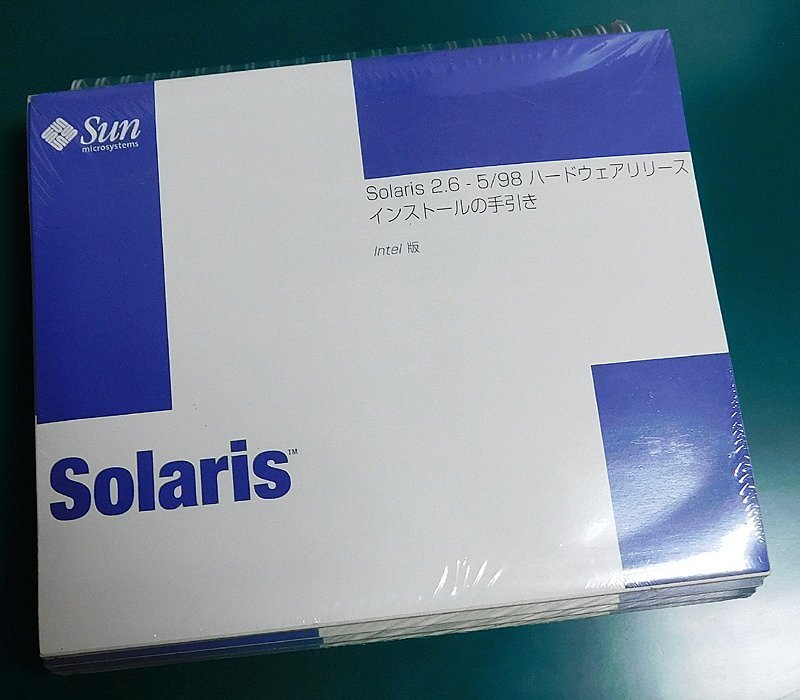 Sun
microsystems
Solaris 2.6 - 5/98 ハードウェアリリース
インストールの手引き
Intel 版
Solaris™